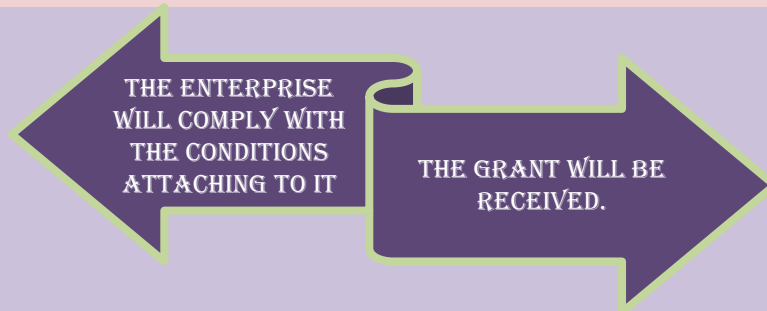 THE ENTERPRISE
WILL COMPLY WITH
THE CONDITIONS
ATTACHING TO IT
THE GRANT WILL BE
RECEIVED.